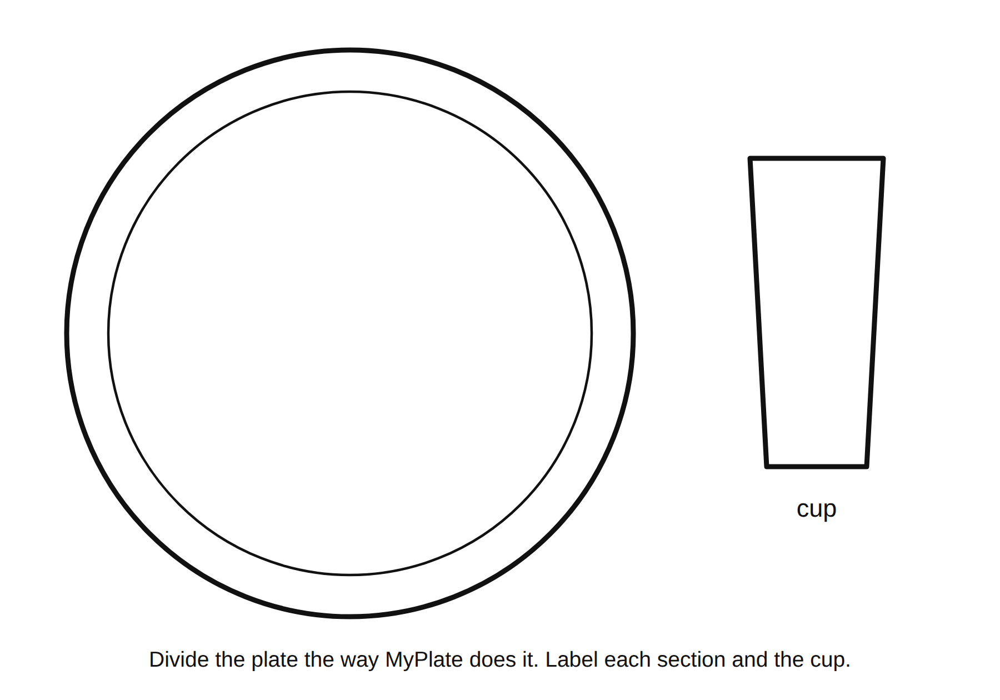 cup
Divide the plate the way MyPlate does it. Label each section and the cup.